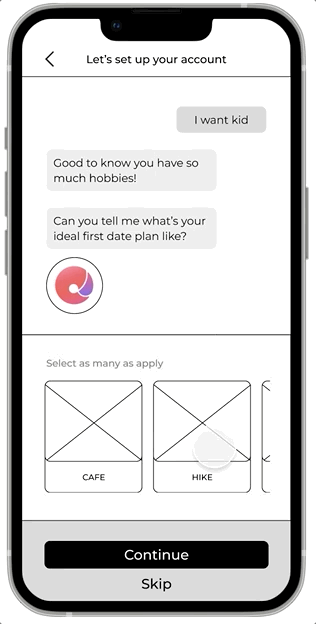 Let's set up your account
I want kid
Good to know you have so
much hobbies!
Can you tell me what's your
ideal first date plan like?
Select as many as apply
CAFE
HIKE
Continue
Skip